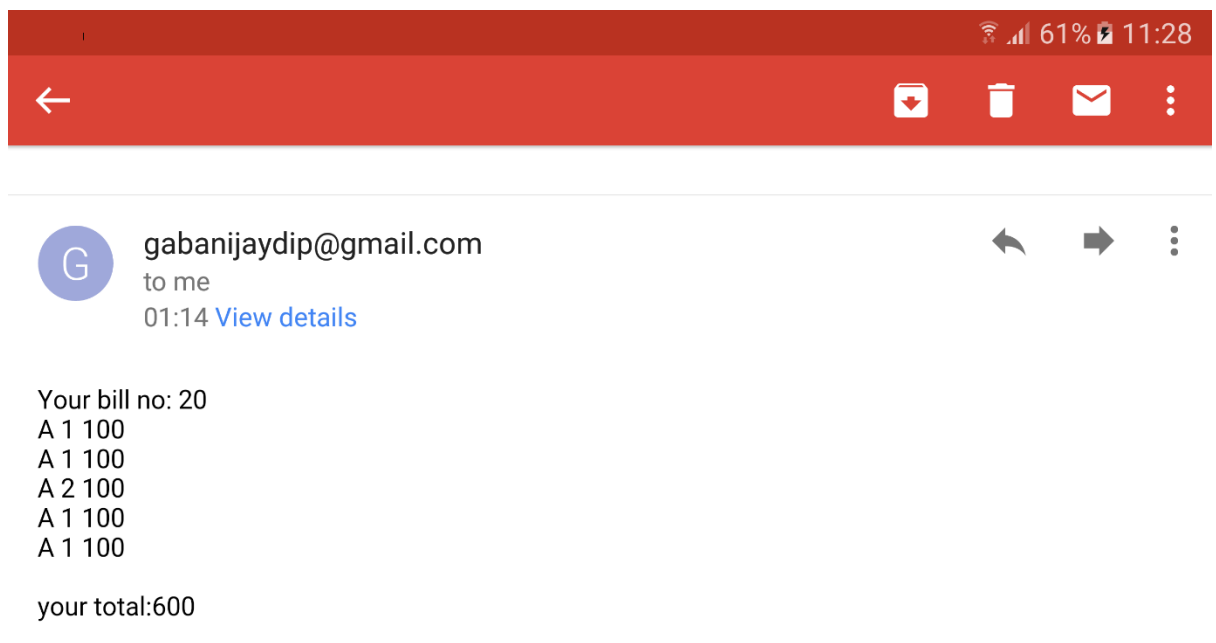 61% 11:28
G gabanijaydip@gmail.com
to me
01:14 View details
Your bill no: 20
A 1 100
A 1 100
A 2 100
A 1 100
A 1 100
your total:600